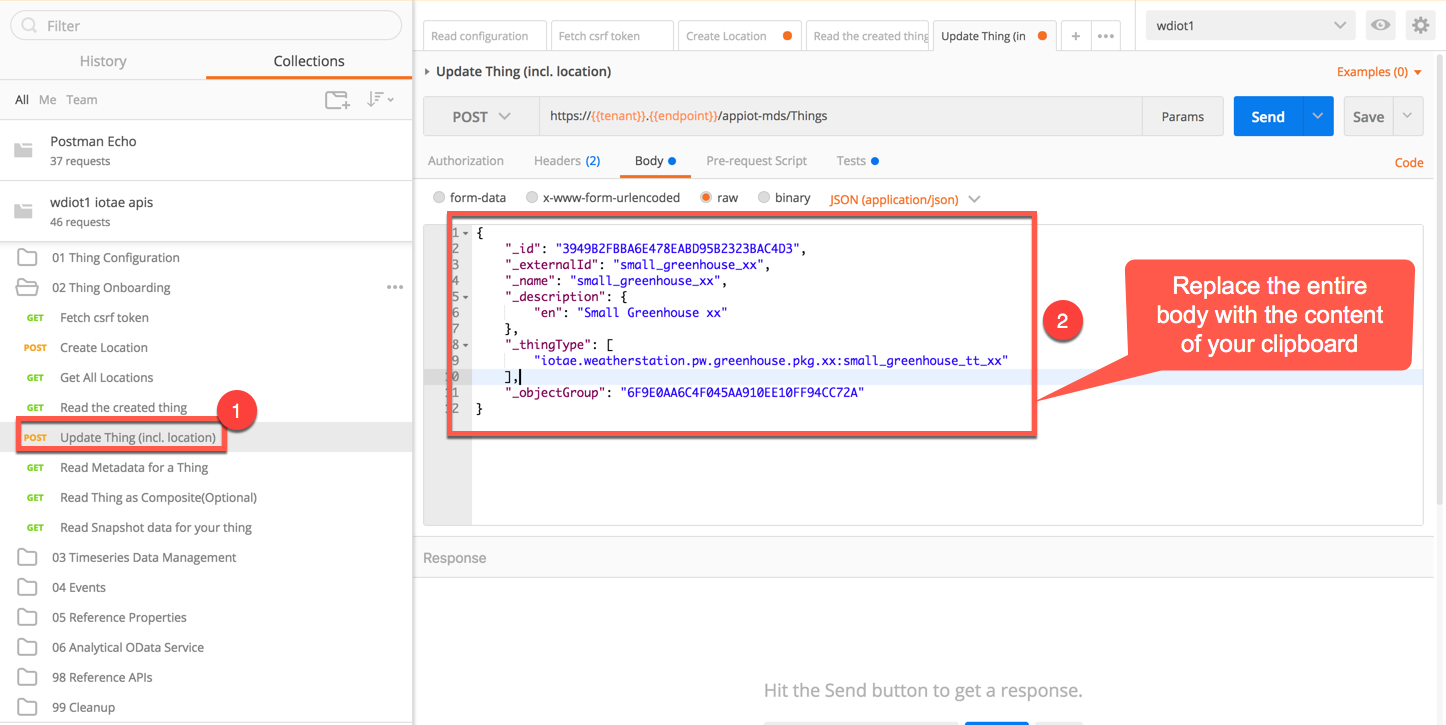 Filter
History
Collections
All Me Team
Postman Echo
37 requests
wdiot1 iotae apis
46 requests
01 Thing Configuration
02 Thing Onboarding
GET Fetch csrf token
POST Create Location
GET Get All Locations
GET Read the created thing
1
POST Update Thing (incl. location)
GET Read Metadata for a Thing
GET Read Thing as Composite(Optional)
GET Read Snapshot data for your thing
03 Timeseries Data Management
04 Events
05 Reference Properties
06 Analytical OData Service
98 Reference APIs
99 Cleanup
Read configuration
Fetch csrf token
Create Location
Read the created thing
Update Thing (in
wdiot1
Update Thing (incl. location)
Examples (0)
POST
https://{{tenant}}.{{endpoint}}/appiot-mds/Things
Params
Send
Save
Authorization
Headers (2)
Body
Pre-request Script
Tests
Code
form-data
x-www-form-urlencoded
raw
binary
JSON (application/json)
1 {
2 "_id": "3949B2FBBA6E478EABD95B2323BAC4D3",
3 "_externalId": "small_greenhouse_xx",
4 "_name": "small_greenhouse_xx",
5 "_description": {
6 "en": "Small Greenhouse xx"
7 },
8 "_thingType": [
9 "iotae.weatherstation.pw.greenhouse.pkg.xx:small_greenhouse_tt_xx"
10 ],
11 "_objectGroup": "6F9E0AA6C4F045AA910EE10FF94CC72A"
12 }
2
Replace the entire
body with the content
of your clipboard
Response
Hit the Send button to get a response.